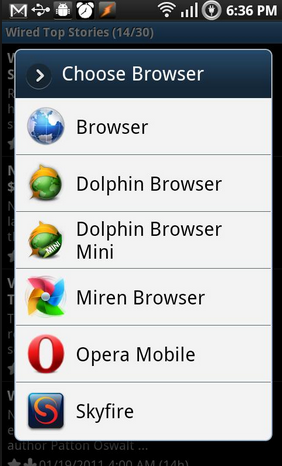 6:36 PM
Wired Top Stories (14/30)
Choose Browser
Browser
Dolphin Browser
Dolphin Browser
Mini
MINI
Miren Browser
Opera Mobile
Skyfire
author Patton Oswalt ...
01/19/2011 4:00 AM (14h)